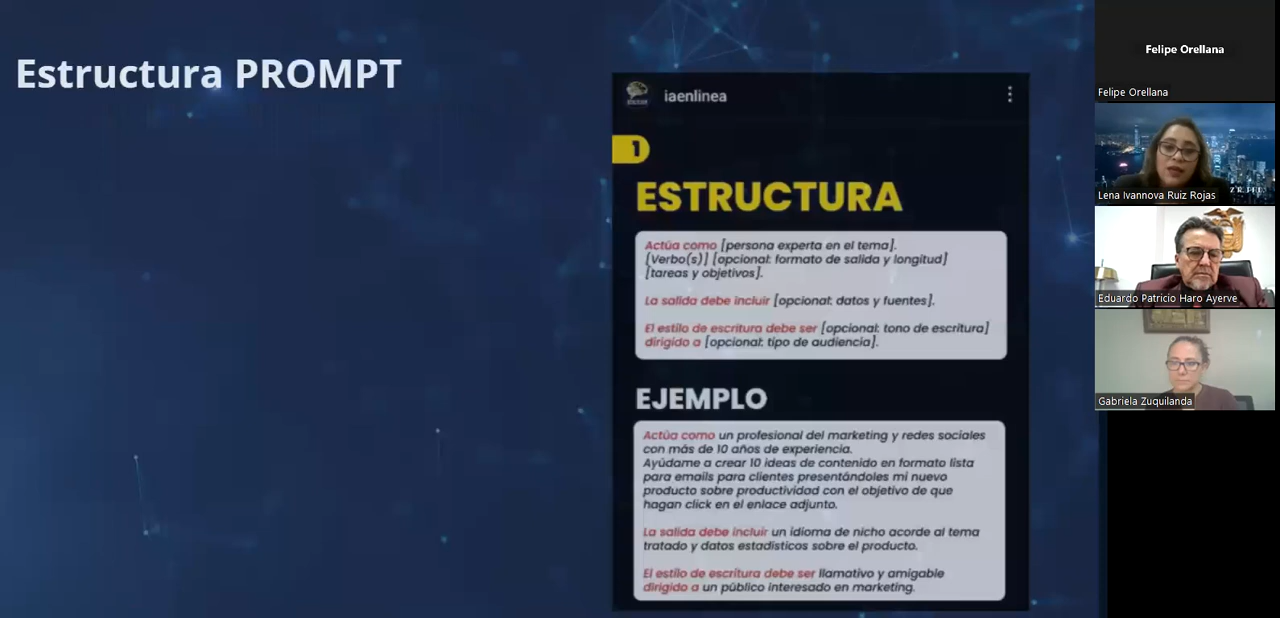 Estructura PROMPT
iaenlinea
1
ESTRUCTURA
Actúa como [persona experta en el tema].
[Verbo(s)] [opcional: formato de salida y longitud]
[tareas y objetivos].
La salida debe incluir [opcional: datos y fuentes].
El estilo de escritura debe ser [opcional: tono de escritura]
dirigido a [opcional: tipo de audiencia].
EJEMPLO
Actúa como un profesional del marketing y redes sociales
con más de 10 años de experiencia.
Ayúdame a crear 10 ideas de contenido en formato lista
para emails para clientes presentándoles mi nuevo
producto sobre productividad con el objetivo de que
hagan click en el enlace adjunto.
La salida debe incluir un idioma de nicho acorde al tema
tratado y datos estadísticos sobre el producto.
El estilo de escritura debe ser llamativo y amigable
dirigido a un público interesado en marketing.
Felipe Orellana
Felipe Orellana
Lena Ivannova Ruiz Rojas
Eduardo Patricio Haro Ayerve
Gabriela Zuquilanda